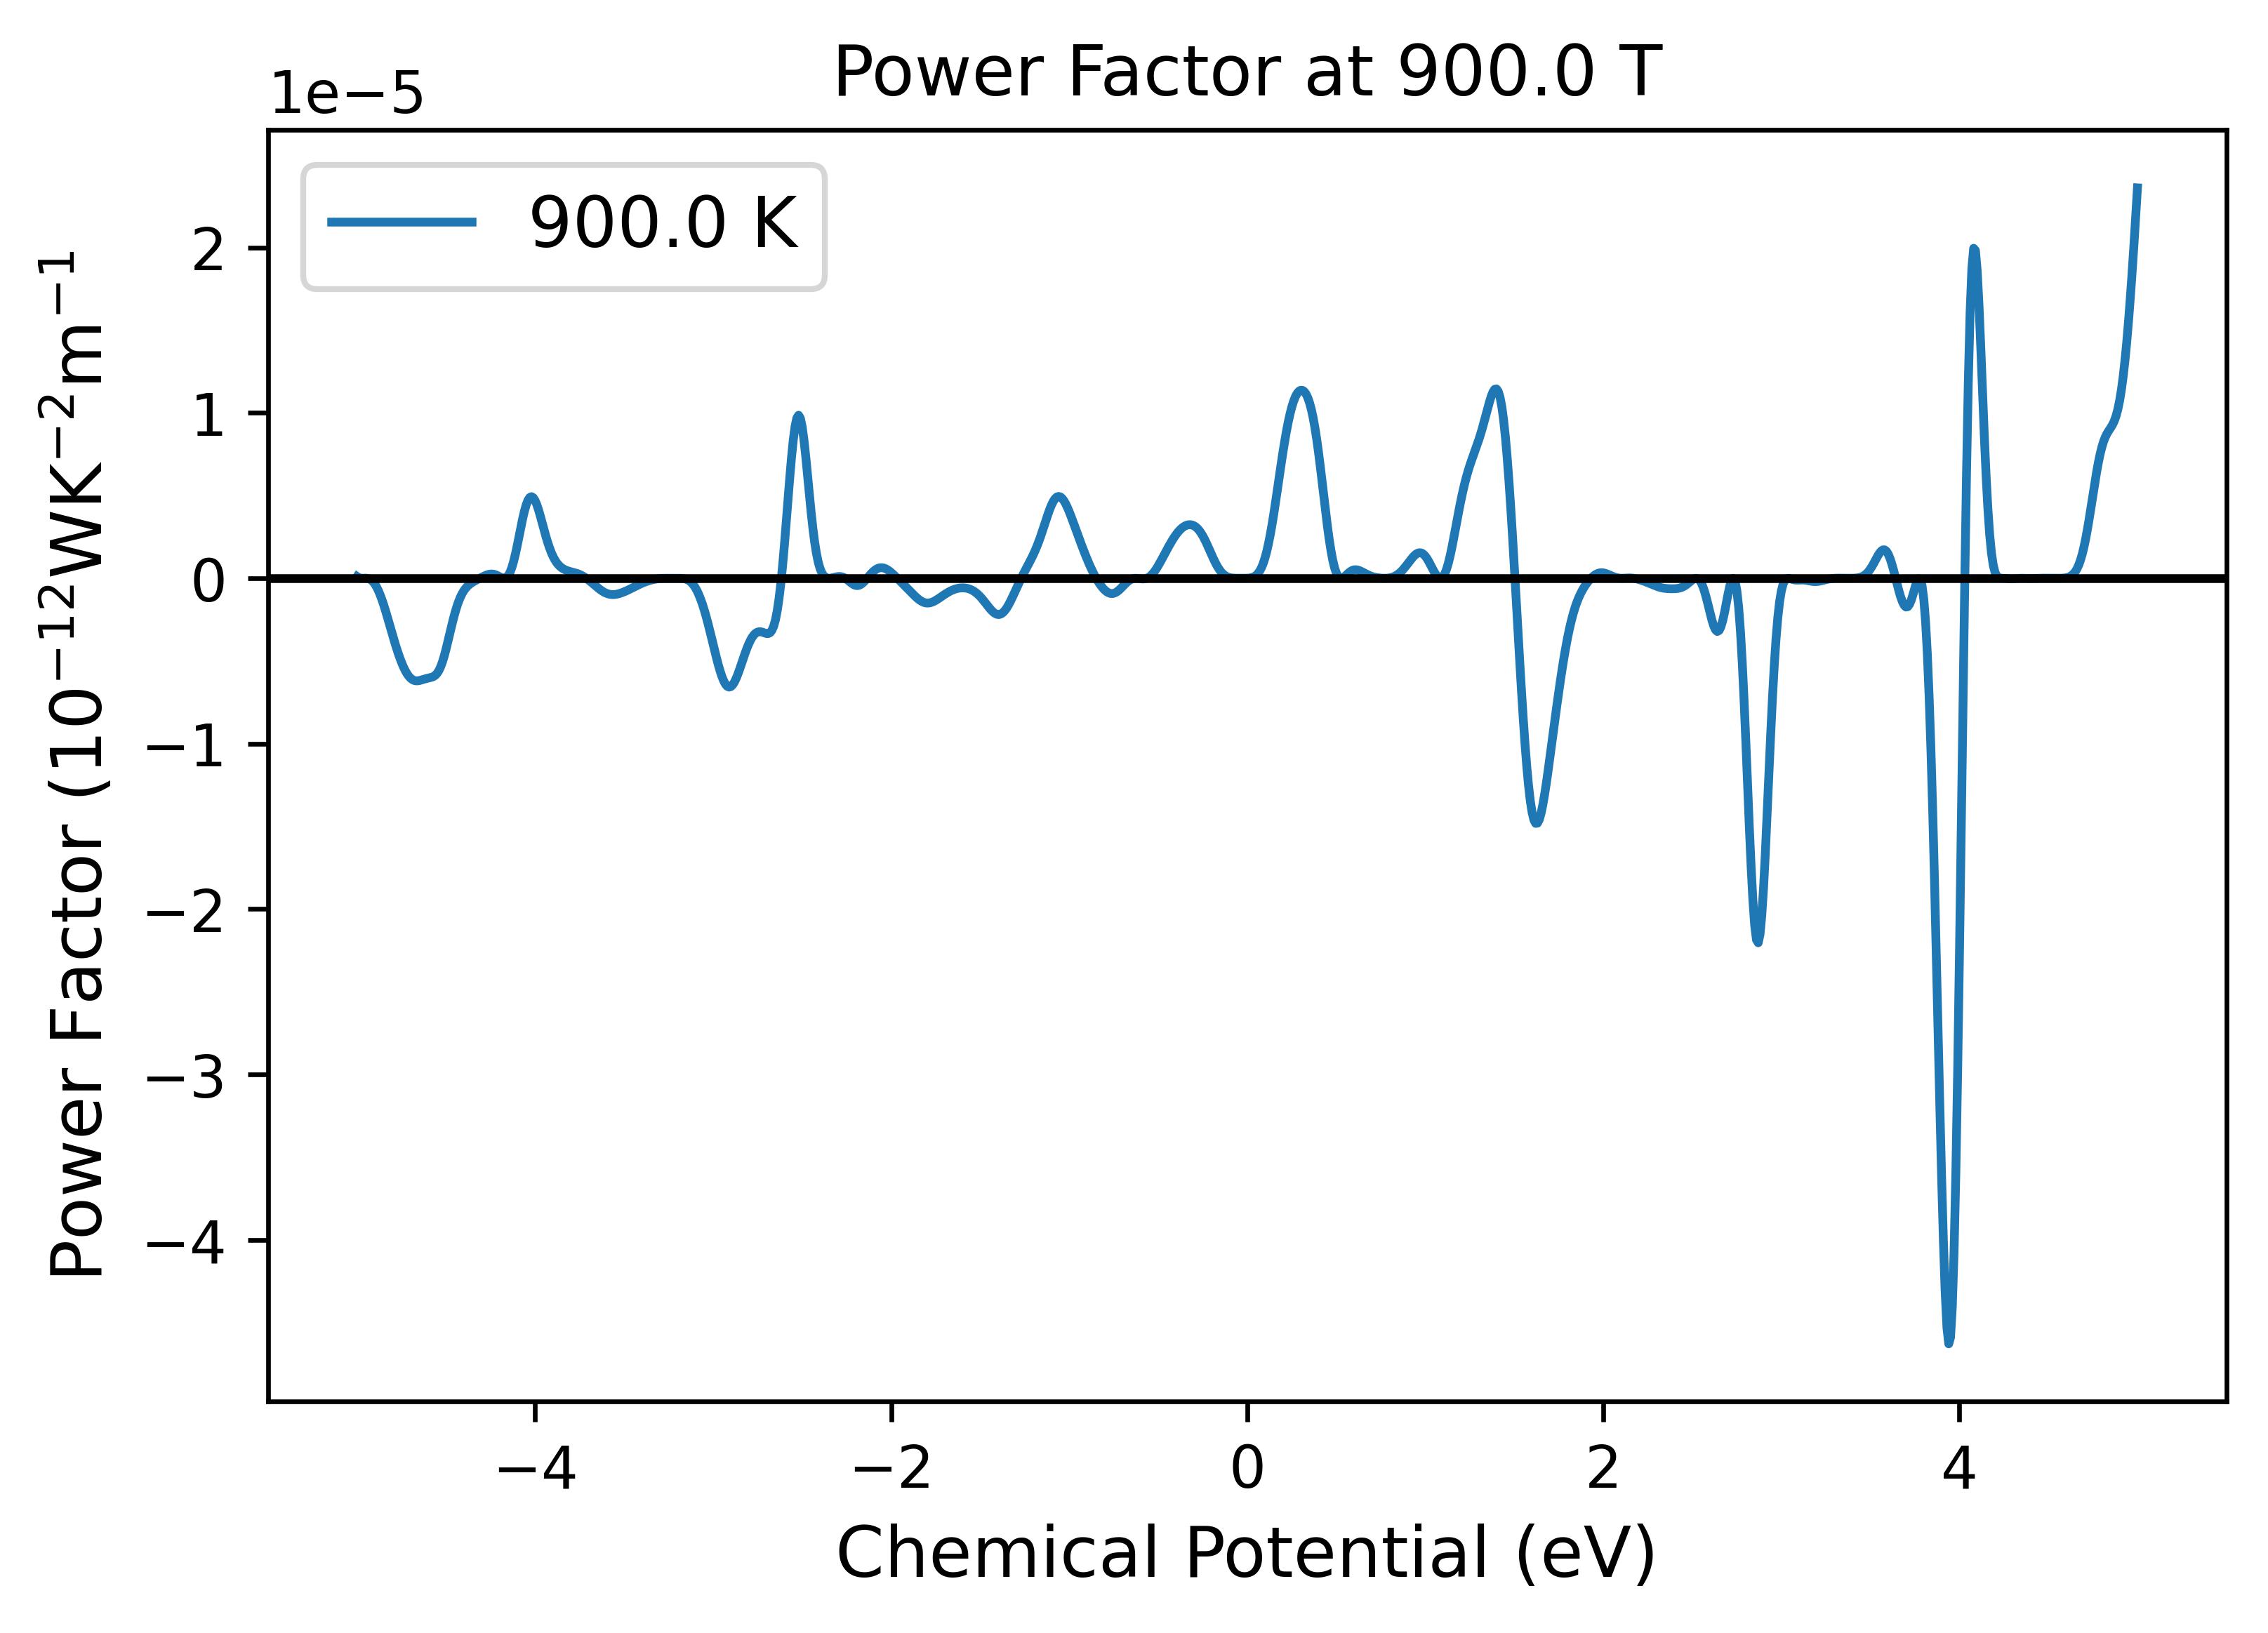 Power Factor at 900.0 T
1e−5
900.0 K
Power Factor (10⁻¹²WK⁻²m⁻¹
2
1
0
−1
−2
−3
−4
−4 −2 0 2 4
Chemical Potential (eV)